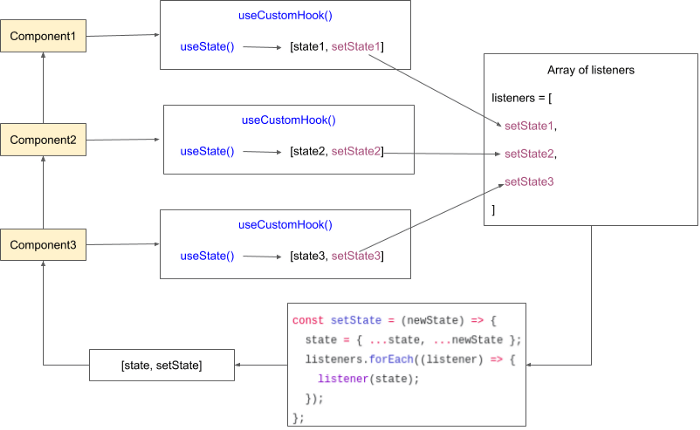 Component1
useCustomHook()
useState() [state1, setState1]
Component2
useCustomHook()
useState() [state2, setState2]
Component3
useCustomHook()
useState() [state3, setState3]
Array of listeners
listeners = [
setState1,
setState2,
setState3
]
const setState = (newState) => {
state = { ...state, ...newState };
listeners.forEach((listener) => {
listener(state);
});
};
[state, setState]